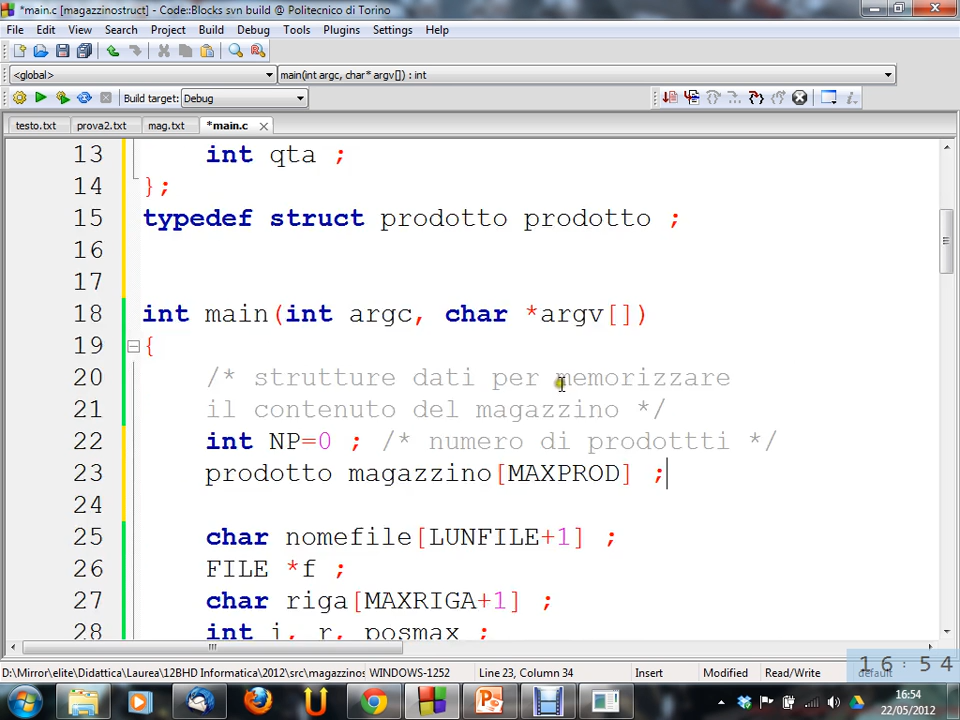 *main.c [magazzinostruct] - Code::Blocks svn build @ Politecnico di Torino
File Edit View Search Project Build Debug Tools Plugins Settings Help
<global> main(int argc, char* argv[]) : int
Build target: Debug
testo.txt prova2.txt mag.txt *main.c
13 int qta ;
14 };
15 typedef struct prodotto prodotto ;
16
17
18 int main(int argc, char *argv[])
19 {
20 /* strutture dati per memorizzare
21 il contenuto del magazzino */
22 int NP=0 ; /* numero di prodottti */
23 prodotto magazzino[MAXPROD] ;
24
25 char nomefile[LUNFILE+1] ;
26 FILE *f ;
27 char riga[MAXRIGA+1] ;
28 int i, r, posmax ;
D:\Mirror\elite\Didattica\Laurea\12BHD Informatica\2012\src\magazzinos WINDOWS-1252 Line 23, Column 34 Insert Modified Read/Write default
16:54
16:54
22/05/2012